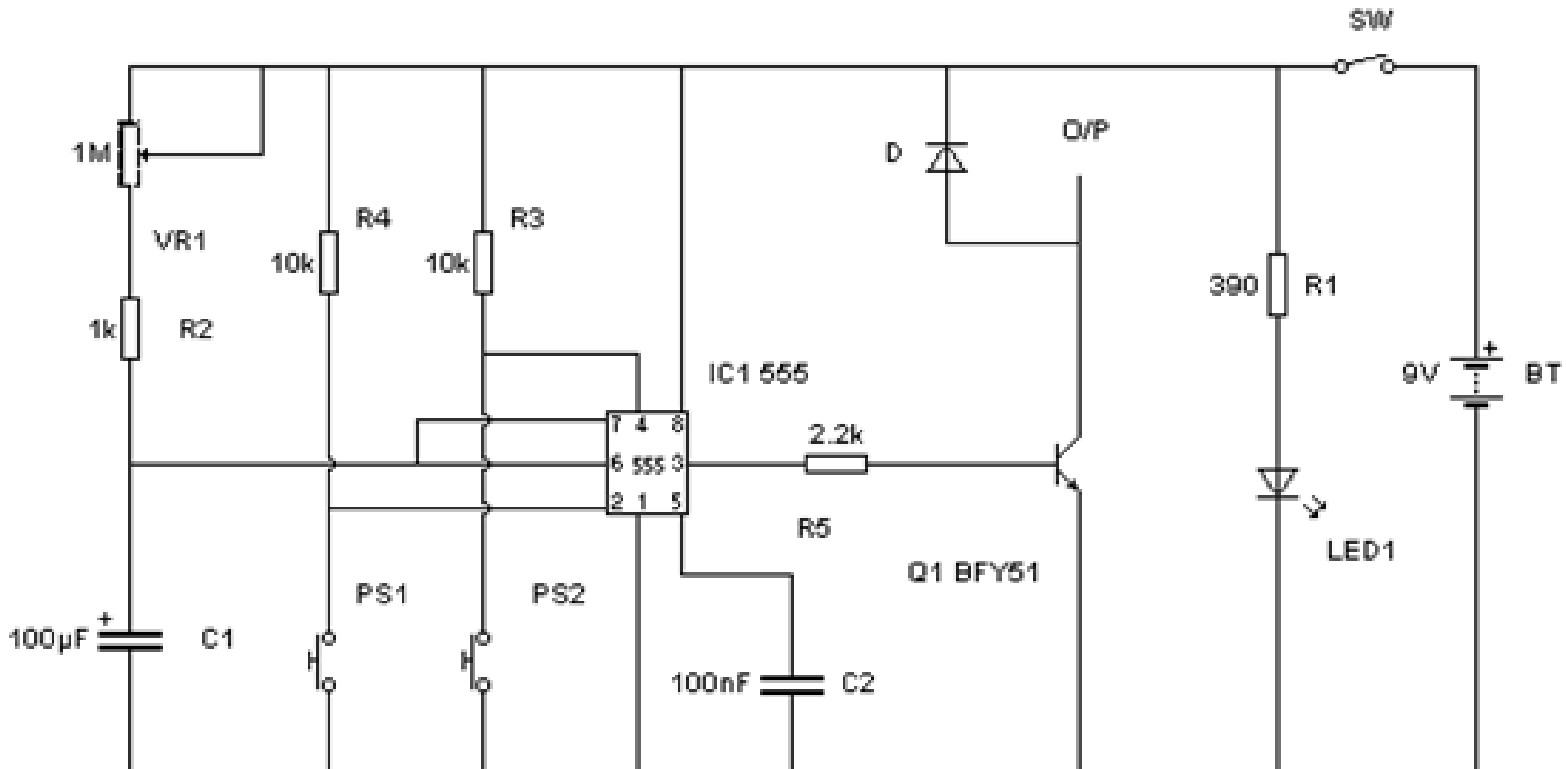 SW
O/P
1M
D
R4
R3
VR1
10k
10k
390
R1
1k
R2
IC1 555
9V
+
BT
7 4 8
2.2k
6 555 3
2 1 5
R5
LED1
Q1 BFY51
PS1
PS2
+
100µF
C1
100nF
C2